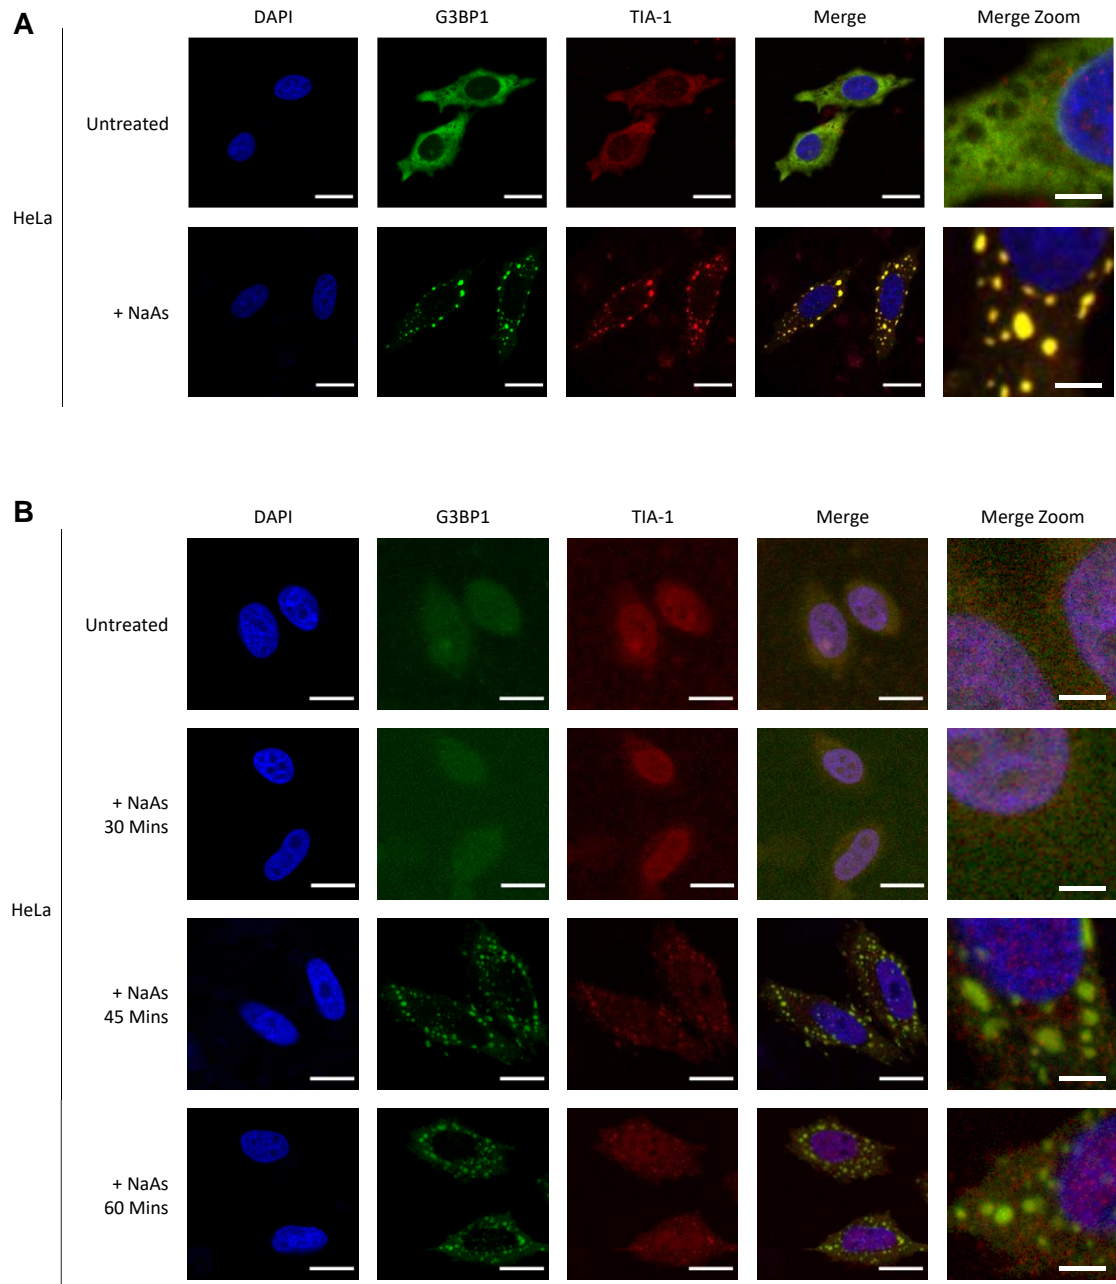 A
DAPI G3BP1 TIA-1 Merge Merge Zoom
Untreated
HeLa
+ NaAs
B
DAPI G3BP1 TIA-1 Merge Merge Zoom
Untreated
+ NaAs
30 Mins
HeLa
+ NaAs
45 Mins
+ NaAs
60 Mins